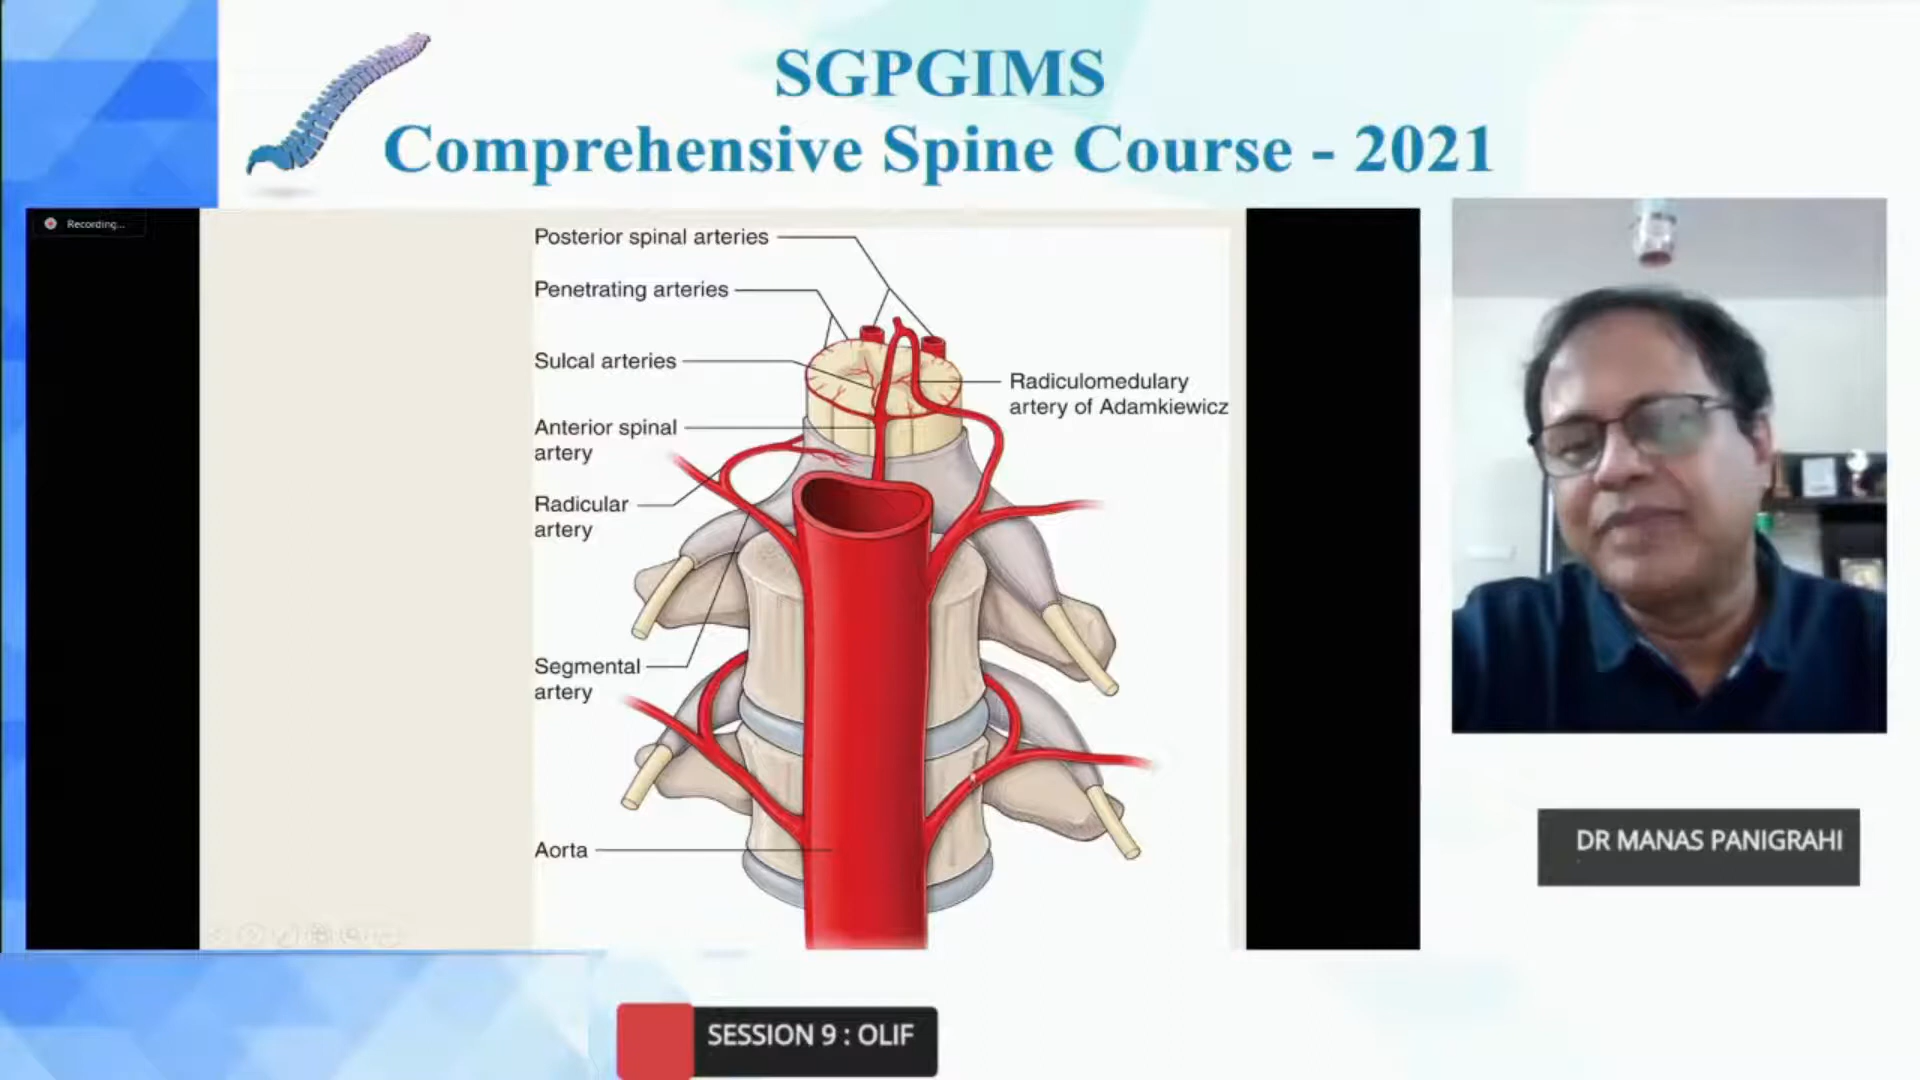 SGPGIMS
Comprehensive Spine Course - 2021
Recording...
Posterior spinal arteries
Penetrating arteries
Sulcal arteries
Radiculomedulary
artery of Adamkiewicz
Anterior spinal
artery
Radicular
artery
Segmental
artery
Aorta
DR MANAS PANIGRAHI
SESSION 9 : OLIF